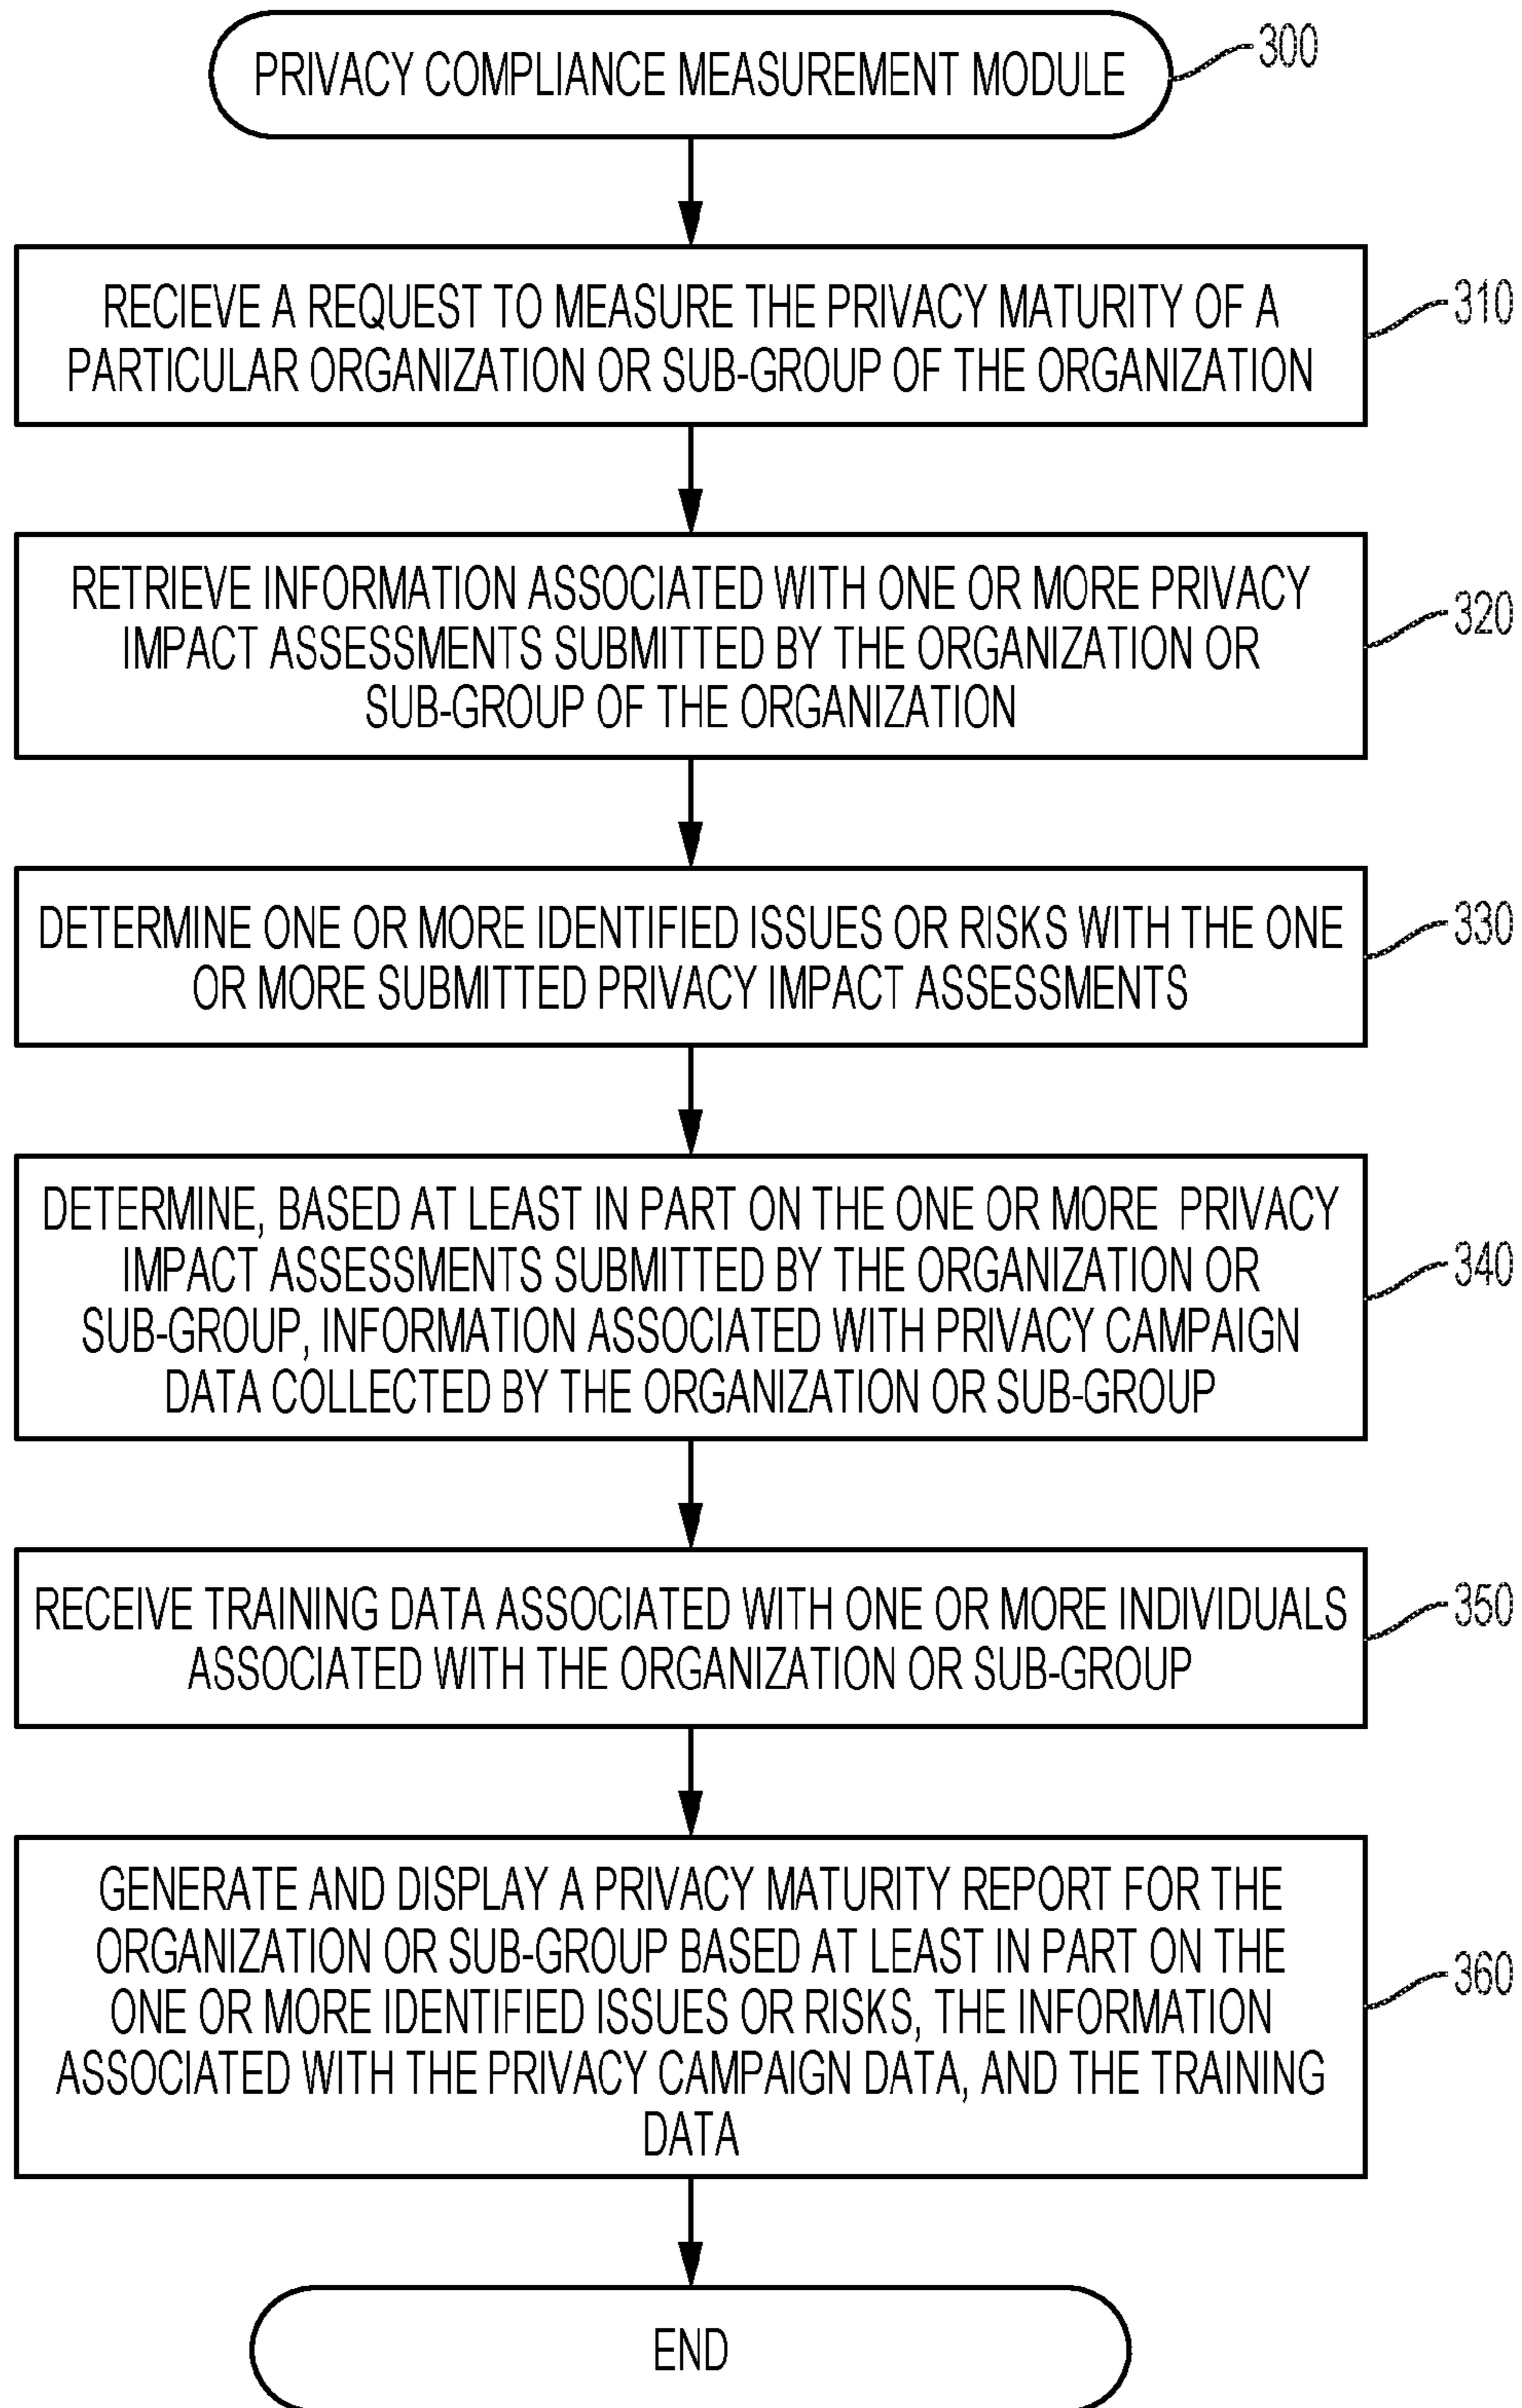 PRIVACY COMPLIANCE MEASUREMENT MODULE
300
RECIEVE A REQUEST TO MEASURE THE PRIVACY MATURITY OF A
PARTICULAR ORGANIZATION OR SUB-GROUP OF THE ORGANIZATION
310
RETRIEVE INFORMATION ASSOCIATED WITH ONE OR MORE PRIVACY
IMPACT ASSESSMENTS SUBMITTED BY THE ORGANIZATION OR
SUB-GROUP OF THE ORGANIZATION
320
DETERMINE ONE OR MORE IDENTIFIED ISSUES OR RISKS WITH THE ONE
OR MORE SUBMITTED PRIVACY IMPACT ASSESSMENTS
330
DETERMINE, BASED AT LEAST IN PART ON THE ONE OR MORE PRIVACY
IMPACT ASSESSMENTS SUBMITTED BY THE ORGANIZATION OR
SUB-GROUP, INFORMATION ASSOCIATED WITH PRIVACY CAMPAIGN
DATA COLLECTED BY THE ORGANIZATION OR SUB-GROUP
340
RECEIVE TRAINING DATA ASSOCIATED WITH ONE OR MORE INDIVIDUALS
ASSOCIATED WITH THE ORGANIZATION OR SUB-GROUP
350
GENERATE AND DISPLAY A PRIVACY MATURITY REPORT FOR THE
ORGANIZATION OR SUB-GROUP BASED AT LEAST IN PART ON THE
ONE OR MORE IDENTIFIED ISSUES OR RISKS, THE INFORMATION
ASSOCIATED WITH THE PRIVACY CAMPAIGN DATA, AND THE TRAINING
DATA
360
END